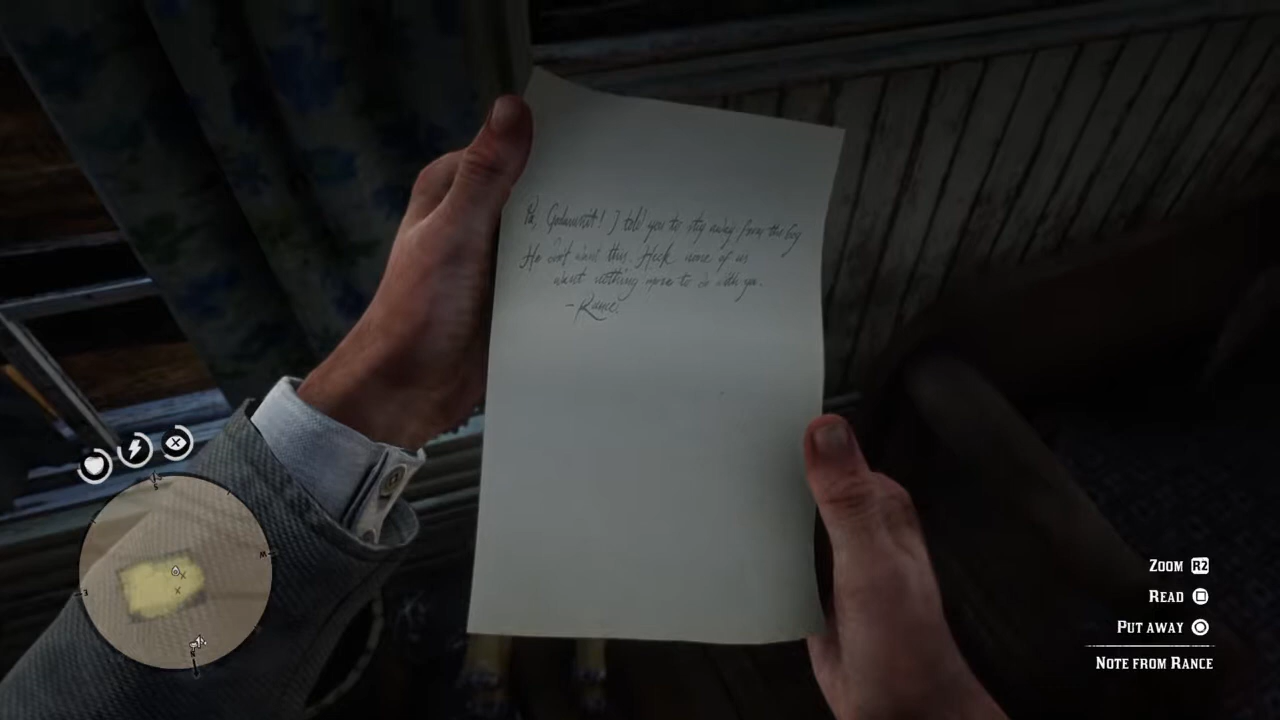 Pa, Godamnit! I told you to stay away from the boy
He don't want this. Heck none of us
want nothing more to do with you.
- Rance.
S
W
E
N
ZOOM R2
READ
PUT AWAY
NOTE FROM RANCE